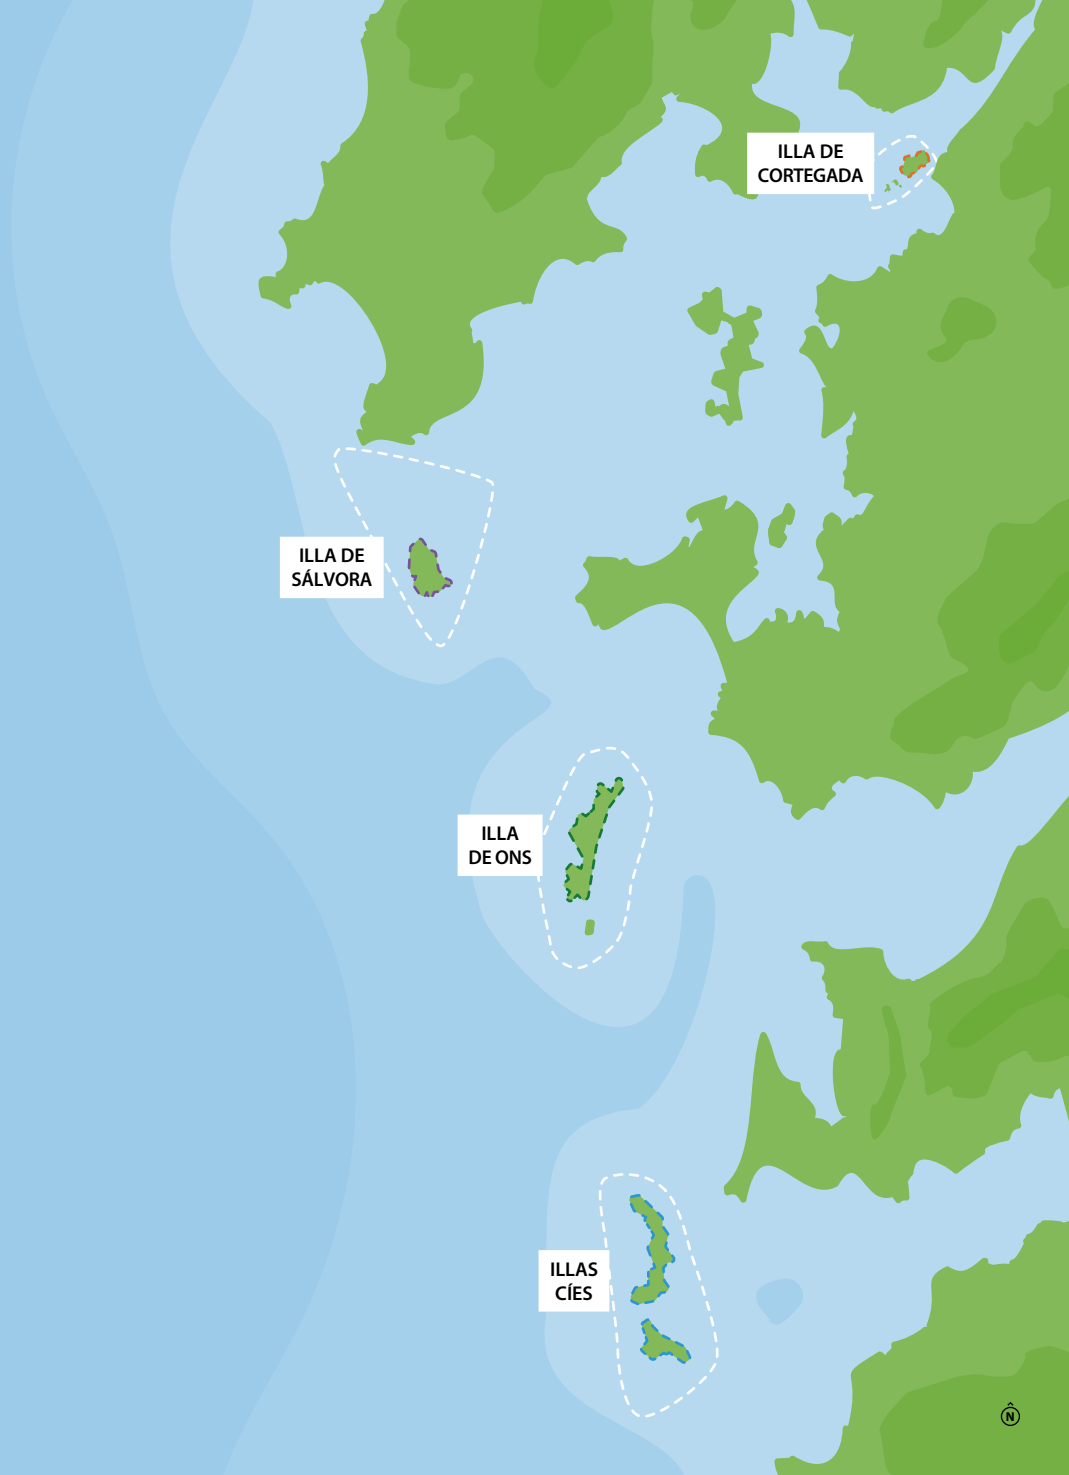 ILLA DE
CORTEGADA
ILLA DE
SÁLVORA
ILLA
DE ONS
ILLAS
CÍES
N